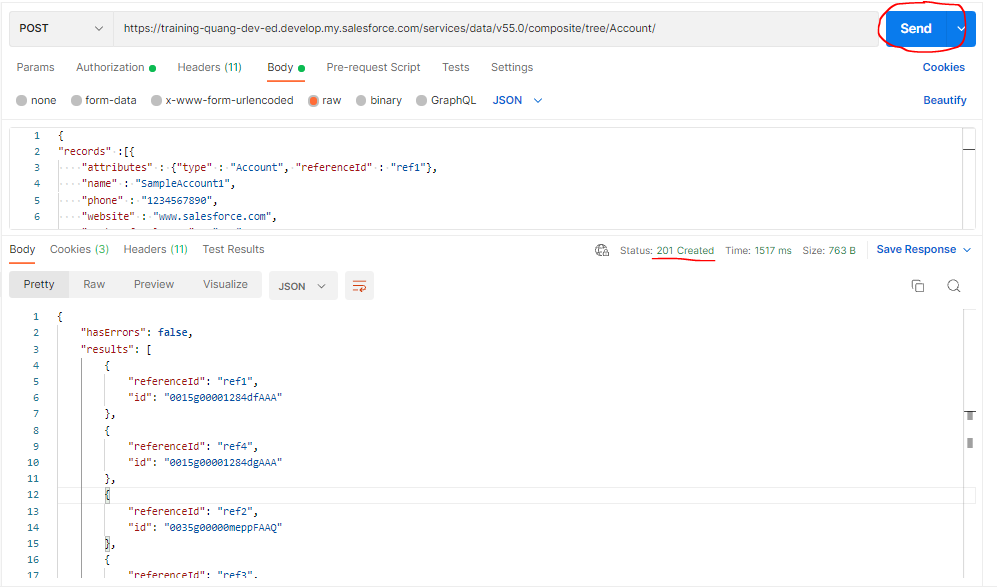 POST https://training-quang-dev-ed.develop.my.salesforce.com/services/data/v55.0/composite/tree/Account/ Send
Params Authorization Headers (11) Body Pre-request Script Tests Settings Cookies
none form-data x-www-form-urlencoded raw binary GraphQL JSON Beautify
1 {
2 "records" :[{
3 "attributes" : {"type" : "Account", "referenceId" : "ref1"},
4 "name" : "SampleAccount1",
5 "phone" : "1234567890",
6 "website" : "www.salesforce.com",
Body Cookies (3) Headers (11) Test Results Status: 201 Created Time: 1517 ms Size: 763 B Save Response
Pretty Raw Preview Visualize JSON
1 {
2 "hasErrors": false,
3 "results": [
4 {
5 "referenceId": "ref1",
6 "id": "0015g00001284dfAAA"
7 },
8 {
9 "referenceId": "ref4",
10 "id": "0015g00001284dgAAA"
11 },
12 {
13 "referenceId": "ref2",
14 "id": "0035g00000meppFAAQ"
15 },
16 {
17 "referenceId": "ref3",